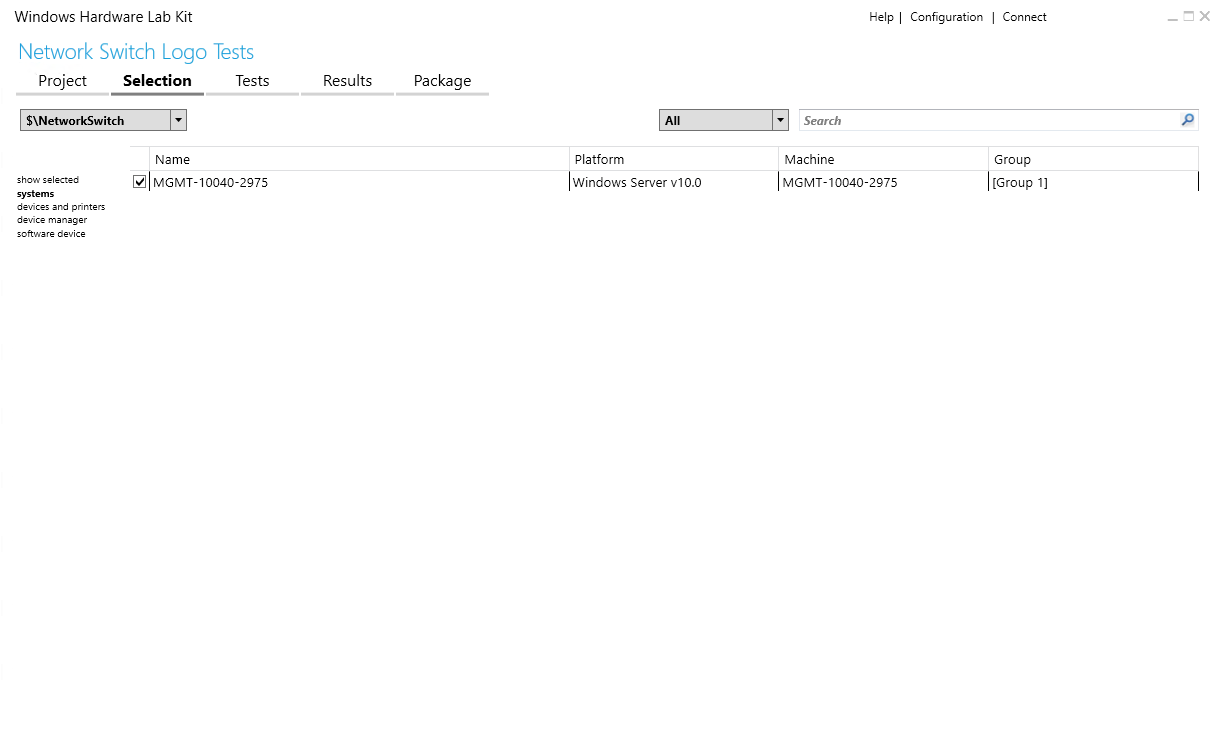 Windows Hardware Lab Kit
Help | Configuration | Connect
Network Switch Logo Tests
Project Selection Tests Results Package
$\NetworkSwitch All Search
Name Platform Machine Group
MGMT-10040-2975 Windows Server v10.0 MGMT-10040-2975 [Group 1]
show selected
systems
devices and printers
device manager
software device